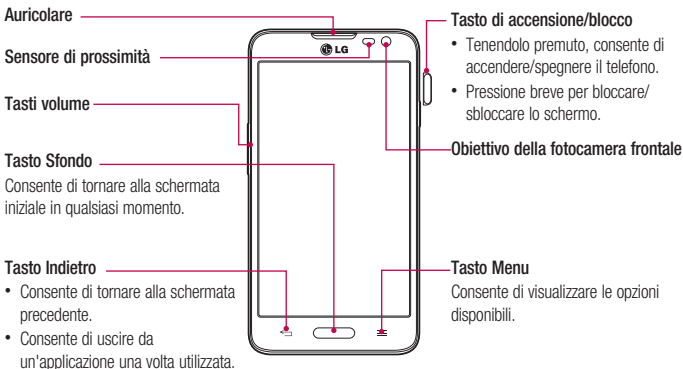 Auricolare
Sensore di prossimità
Tasti volume
Tasto Sfondo
Consente di tornare alla schermata
iniziale in qualsiasi momento.
Tasto Indietro
• Consente di tornare alla schermata
precedente.
• Consente di uscire da
un'applicazione una volta utilizzata.
LG
Tasto di accensione/blocco
• Tenendolo premuto, consente di
accendere/spegnere il telefono.
• Pressione breve per bloccare/
sbloccare lo schermo.
Obiettivo della fotocamera frontale
Tasto Menu
Consente di visualizzare le opzioni
disponibili.